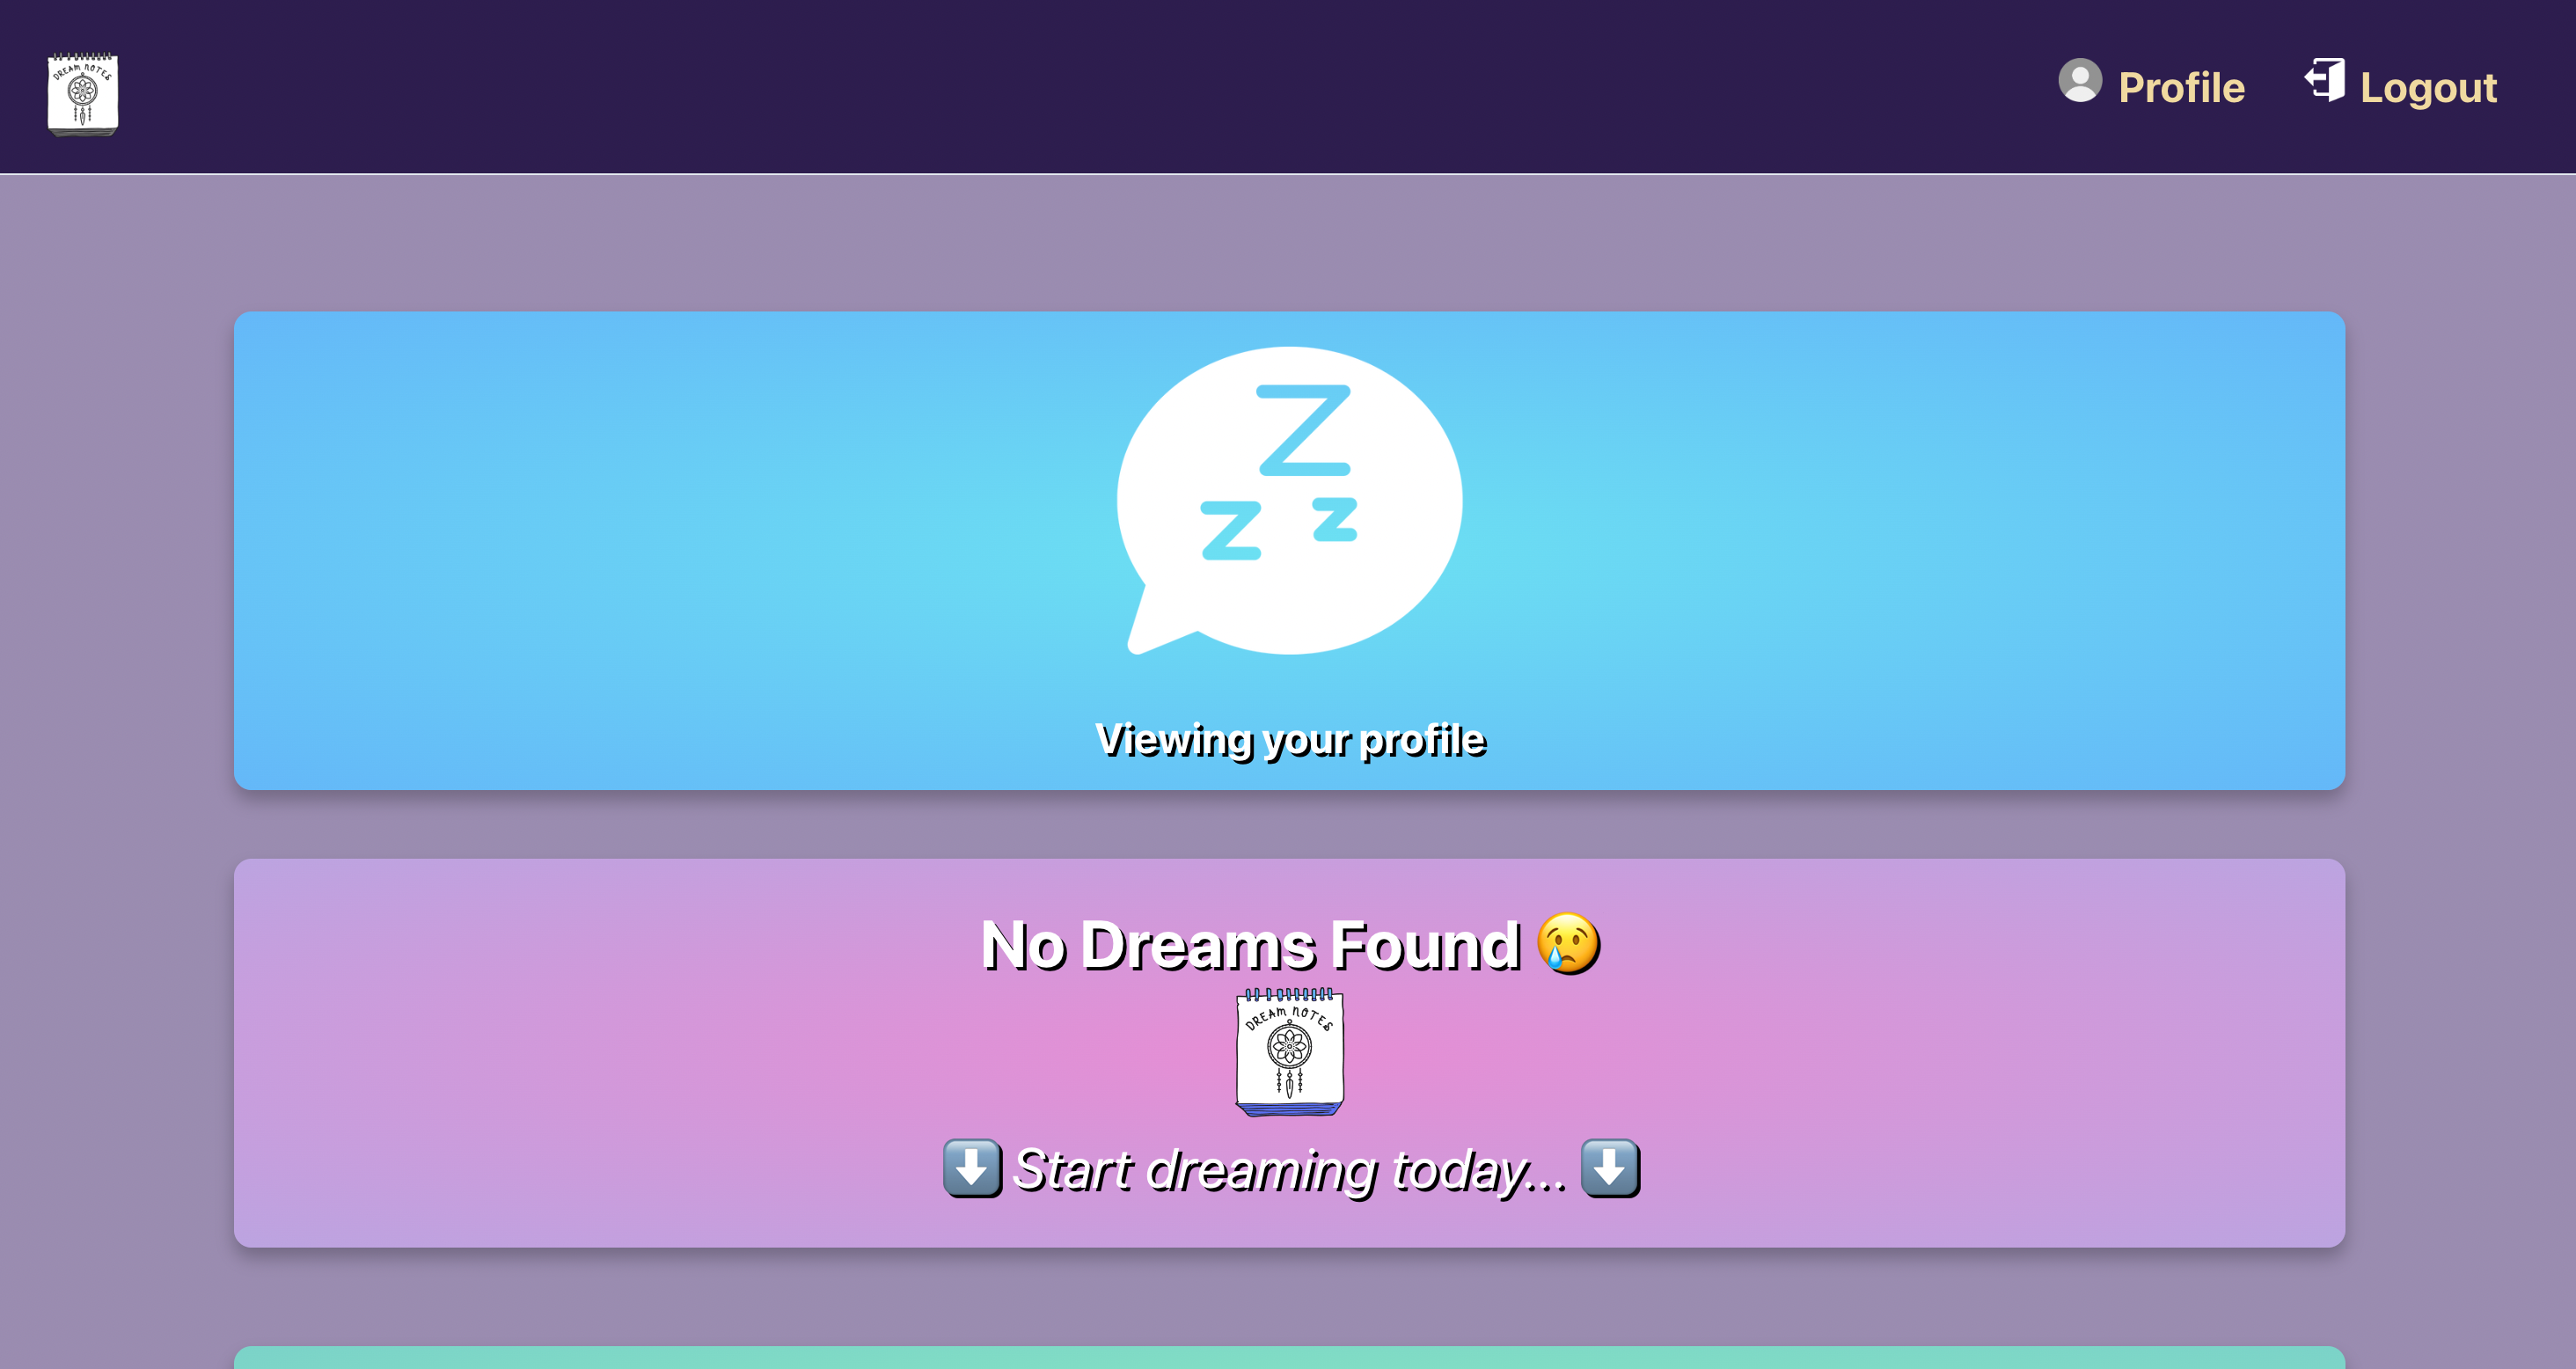 DREAM NOTES
Profile
Logout
Z
z z
Viewing your profile
No Dreams Found 😢
DREAM NOTES
⬇️ Start dreaming today... ⬇️